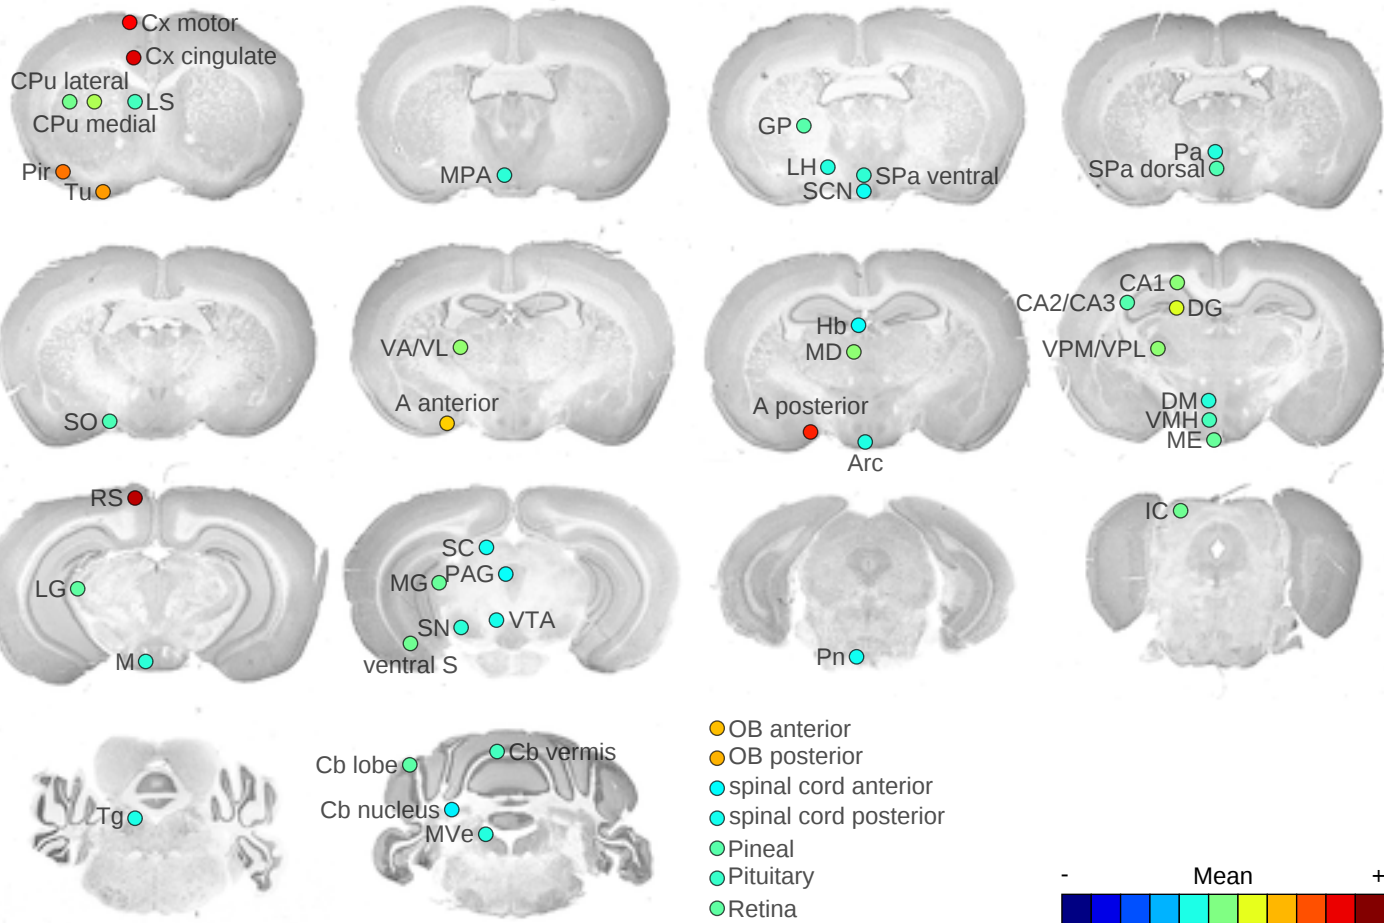 Cx motor
Cx cingulate
CPu lateral
LS
CPu medial
Pir
Tu
MPA
GP
LH
SPa ventral
SCN
Pa
SPa dorsal
SO
VA/VL
A anterior
Hb
MD
A posterior
Arc
CA1
CA2/CA3
DG
VPM/VPL
DM
VMH
ME
RS
LG
M
SC
MG
PAG
SN
VTA
ventral S
Pn
IC
Tg
Cb lobe
Cb vermis
Cb nucleus
MVe
OB anterior
OB posterior
spinal cord anterior
spinal cord posterior
Pineal
Pituitary
Retina
- Mean +